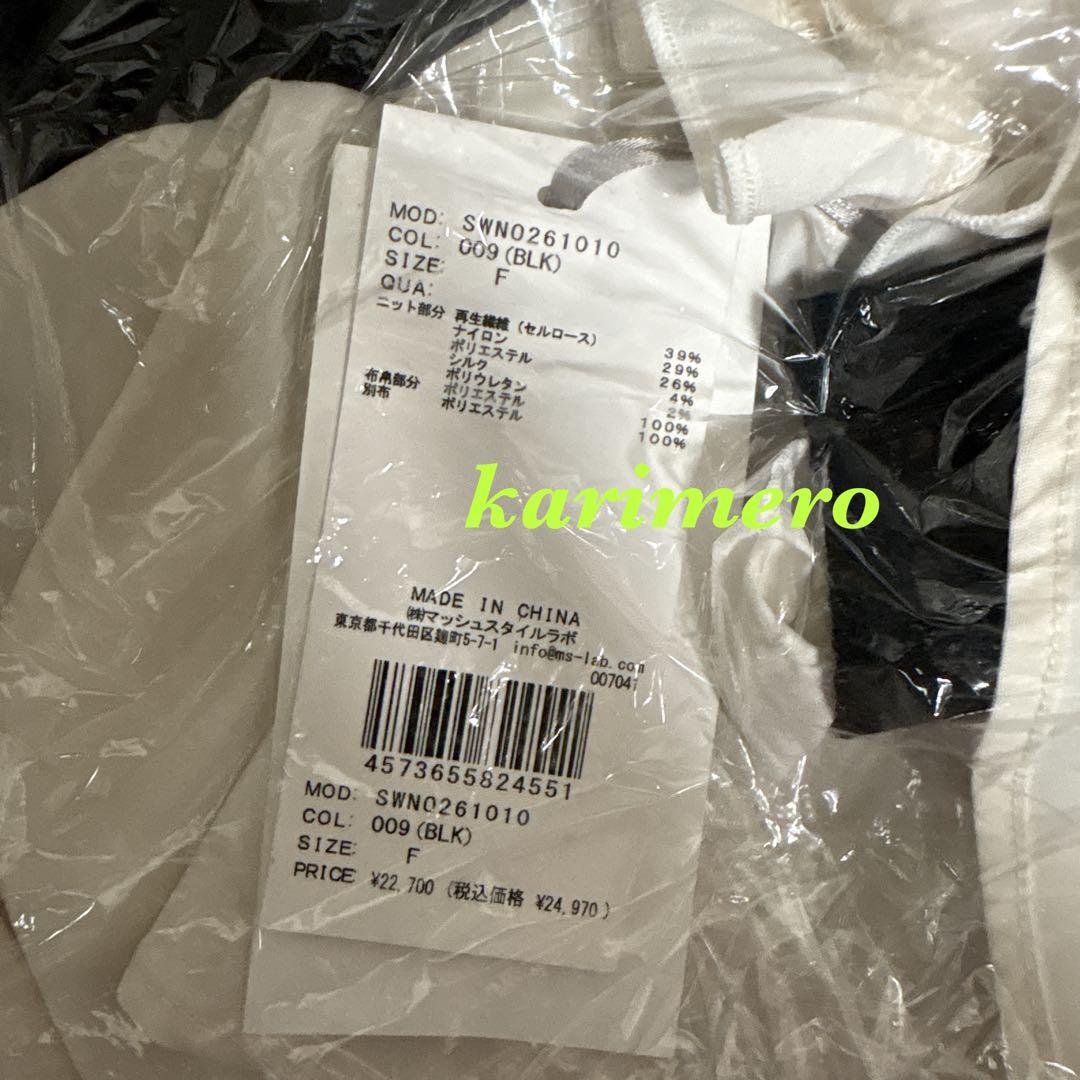 MOD: SWN0261010
COL: 009(BLK)
SIZE: F
QUA:
ニット部分 再生繊維(セルロース) 39%
ナイロン 29%
ポリエステル 26%
シルク 4%
ポリウレタン 2%
布帛部分 ポリエステル 100%
別布 ポリエステル 100%
karimero
MADE IN CHINA
㈱マッシュスタイルラボ
東京都千代田区麹町5-7-1 info@ms-lab.com
00704
4573655824551
MOD: SWN0261010
COL: 009(BLK)
SIZE: F
PRICE: ¥22,700 (税込価格 ¥24,970)